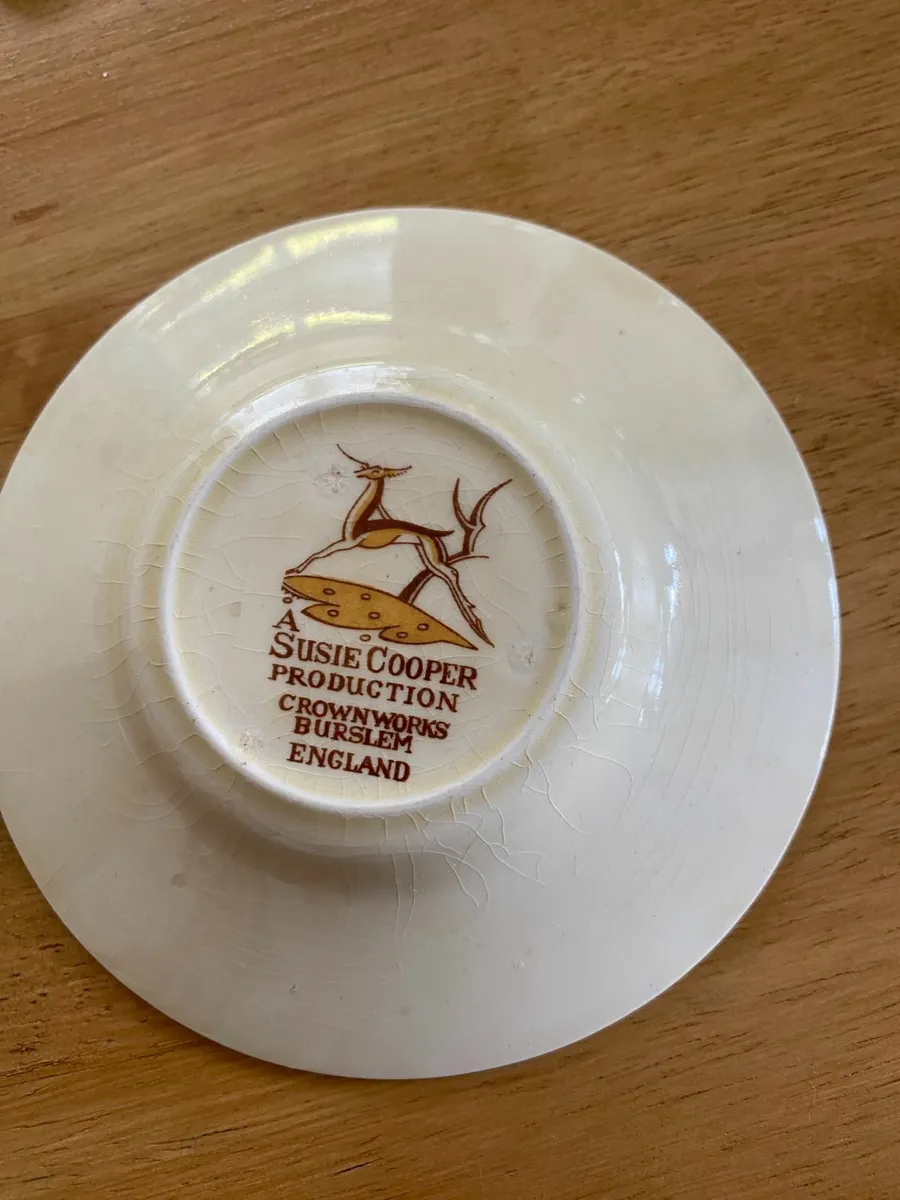 A
SUSIE COOPER
PRODUCTION
CROWNWORKS
BURSLEM
ENGLAND